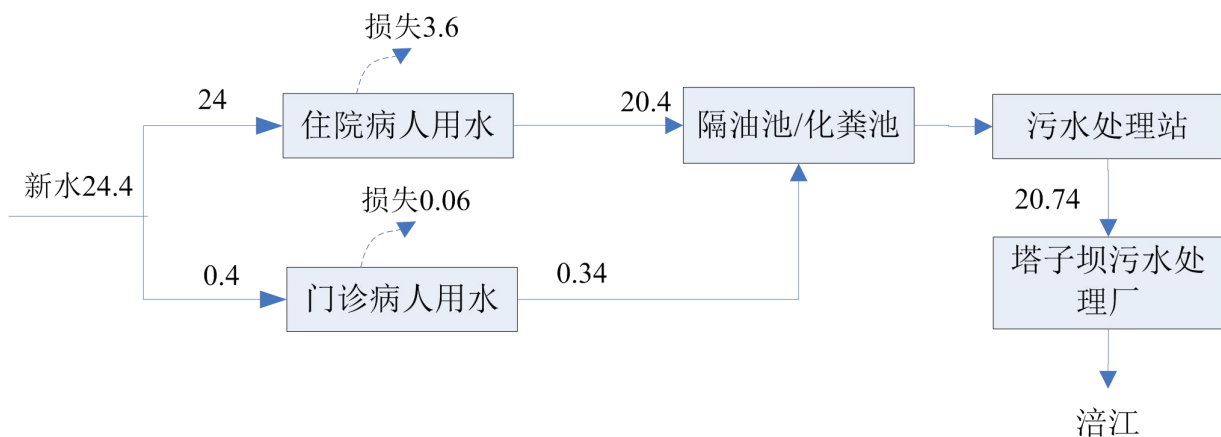 损失3.6
24
住院病人用水
20.4
隔油池/化粪池
污水处理站
新水24.4
损失0.06
20.74
0.4
门诊病人用水
0.34
塔子坝污水处
理厂
涪江